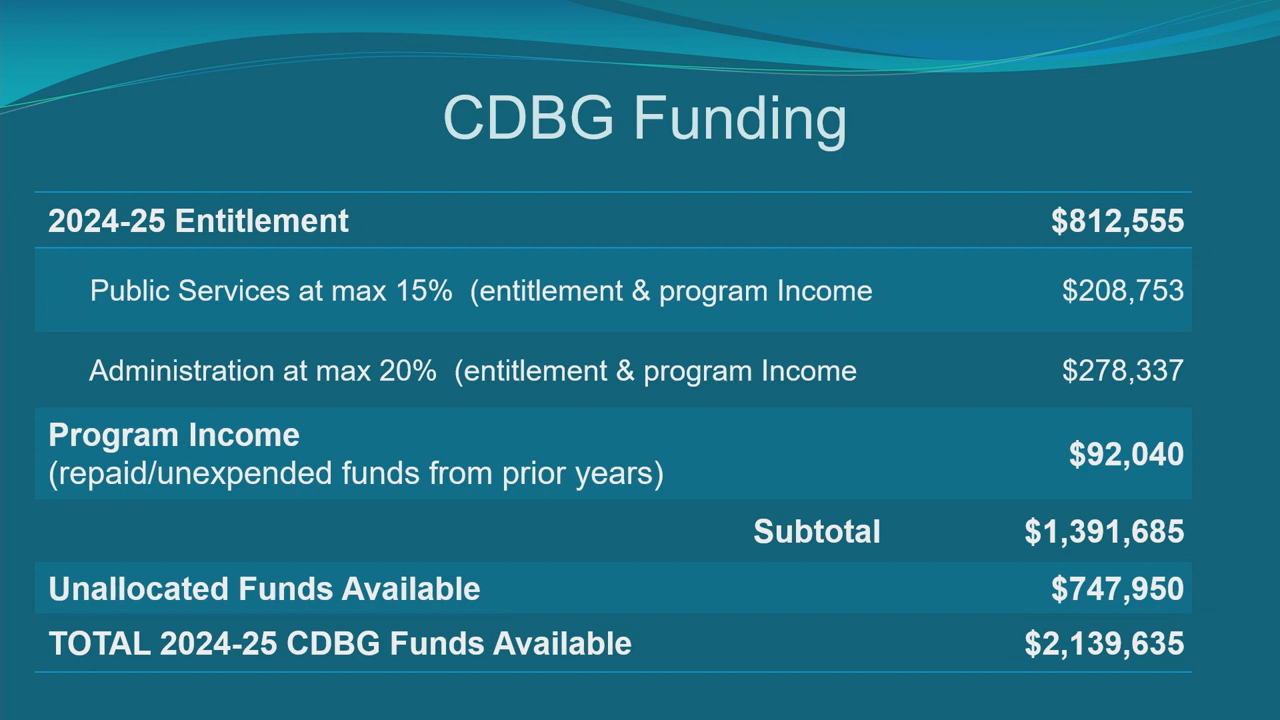 CDBG Funding
2024-25 Entitlement $812,555
Public Services at max 15% (entitlement & program Income $208,753
Administration at max 20% (entitlement & program Income $278,337
Program Income
(repaid/unexpended funds from prior years) $92,040
Subtotal $1,391,685
Unallocated Funds Available $747,950
TOTAL 2024-25 CDBG Funds Available $2,139,635